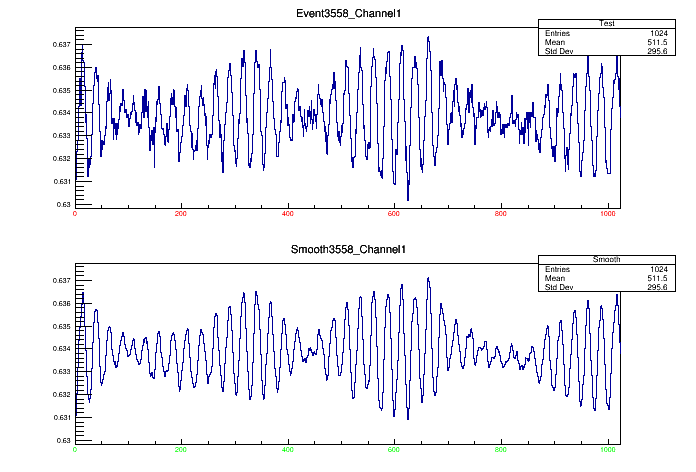 Event3558_Channel1
Test
Entries 1024
Mean 511.5
Std Dev 295.6
0.637
0.636
0.635
0.634
0.633
0.632
0.631
0.63
0 200 400 600 800 1000
Smooth3558_Channel1
Smooth
Entries 1024
Mean 511.5
Std Dev 295.6
0.637
0.636
0.635
0.634
0.633
0.632
0.631
0.63
0 200 400 600 800 1000